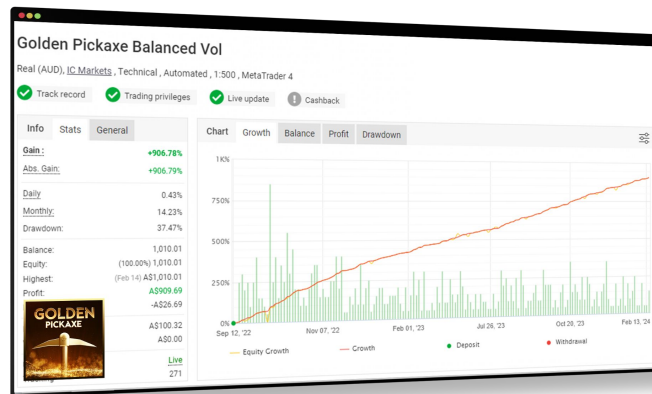 Golden Pickaxe Balanced Vol
Real (AUD), IC Markets , Technical , Automated , 1:500 , MetaTrader 4
Track record Trading privileges Live update Cashback
Info Stats General
Gain : +906.78%
Abs. Gain: +906.79%
Daily 0.43%
Monthly: 14.23%
Drawdown: 37.47%
Balance: 1,010.01
Equity: (100.00%) 1,010.01
Highest: (Feb 14) A$1,010.01
Profit: A$909.69
-A$26.69
A$100.32
A$0.00
Live
271
GOLDEN
PICKAXE
Chart Growth Balance Profit Drawdown
1K%
750%
500%
250%
0%
Sep 12, '22 Nov 07, '22 Feb 01, '23 Jul 26, '23 Oct 20, '23 Feb 13, '24
Equity Growth Growth Deposit Withdrawal